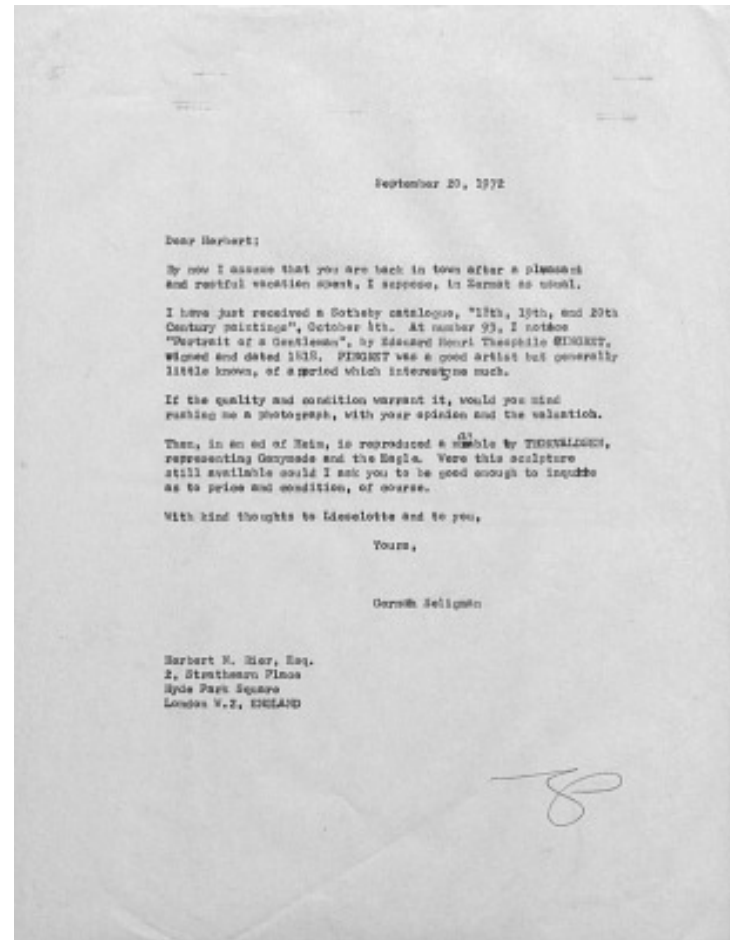 September 20, 1972
Dear Herbert:
By now I assume that you are back in town after a pleasant
and restful vacation spent, I suppose, in Zermat as usual.
I have just received a Sotheby catalogue, "18th, 19th, and 20th
Century paintings", October 4th. At number 93, I notice
"Portrait of a Gentleman", by Edouard Henri Theophile PINGRET,
signed and dated 1818. PINGRET was a good artist but generally
little known, of a period which interest me much.
If the quality and condition warrant it, would you mind
rushing me a photograph, with your opinion and the valuation.
Then, in an ad of Heim, is reproduced a marble by THORVALDSEN,
representing Ganymede and the Eagle. Were this sculpture
still available could I ask you to be good enough to inquire
as to price and condition, of course.
With kind thoughts to Lieselotte and to you,
Yours,
Germain Seligman
Herbert N. Bier, Esq.
2, Strathearn Place
Hyde Park Square
London W.2, ENGLAND